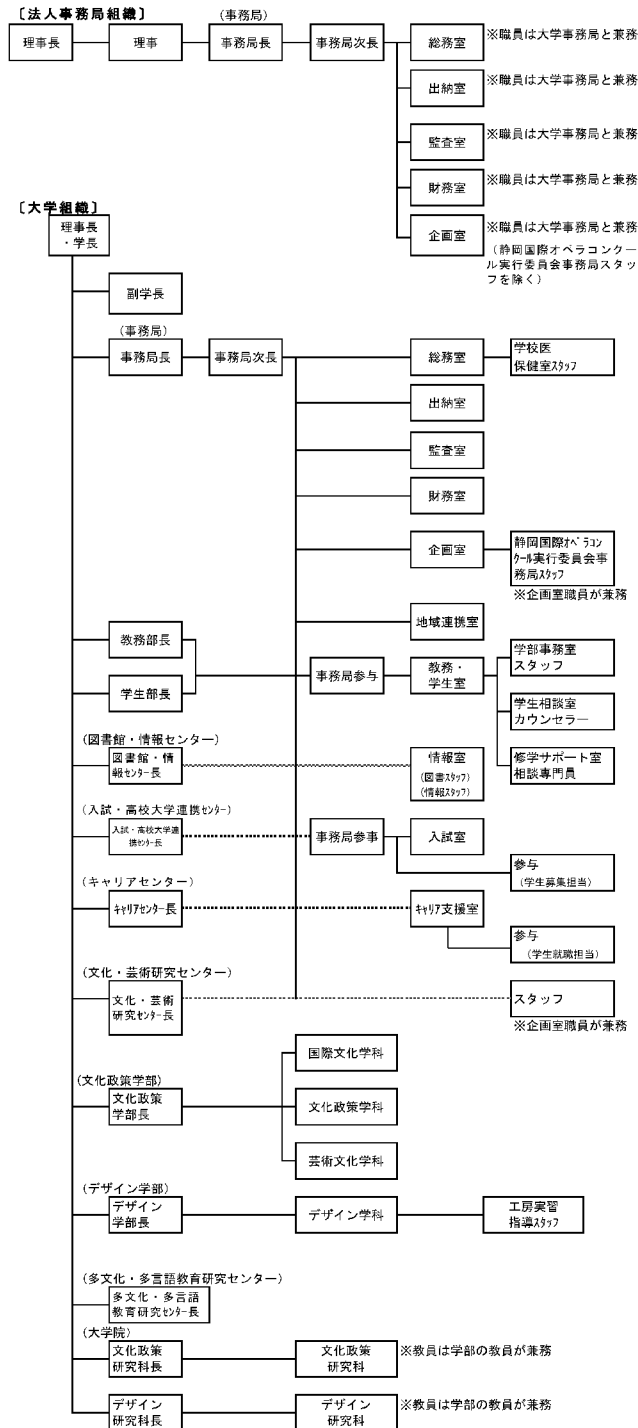 〔法人事務局組織〕
(事務局)
理事長
理事
事務局長
事務局次長
総務室
※職員は大学事務局と兼務
出納室
※職員は大学事務局と兼務
監査室
※職員は大学事務局と兼務
財務室
※職員は大学事務局と兼務
企画室
※職員は大学事務局と兼務
(静岡国際オペラコンクー
ル実行委員会事務局スタッ
フを除く)
〔大学組織〕
理事長
・学長
副学長
(事務局)
事務局長
事務局次長
総務室
学校医
保健室スタッフ
出納室
監査室
財務室
企画室
静岡国際オペラコン
クール実行委員会事
務局スタッフ
※企画室職員が兼務
地域連携室
教務部長
学生部長
事務局参与
教務・
学生室
学部事務室
スタッフ
学生相談室
カウンセラー
修学サポート室
相談専門員
(図書館・情報センター)
図書館・情
報センター長
情報室
(図書スタッフ)
(情報スタッフ)
(入試・高校大学連携センター)
入試・高校大学連
携センター長
事務局参事
入試室
参与
(学生募集担当)
(キャリアセンター)
キャリアセンター長
キャリア支援室
参与
(学生就職担当)
(文化・芸術研究センター)
文化・芸術
研究センター長
スタッフ
※企画室職員が兼務
国際文化学科
(文化政策学部)
文化政策
学部長
文化政策学科
芸術文化学科
(デザイン学部)
デザイン
学部長
デザイン学科
工房実習
指導スタッフ
(多文化・多言語教育研究センター)
多文化・多言語
教育研究センター長
(大学院)
文化政策
研究科長
文化政策
研究科
※教員は学部の教員が兼務
デザイン
研究科長
デザイン
研究科
※教員は学部の教員が兼務